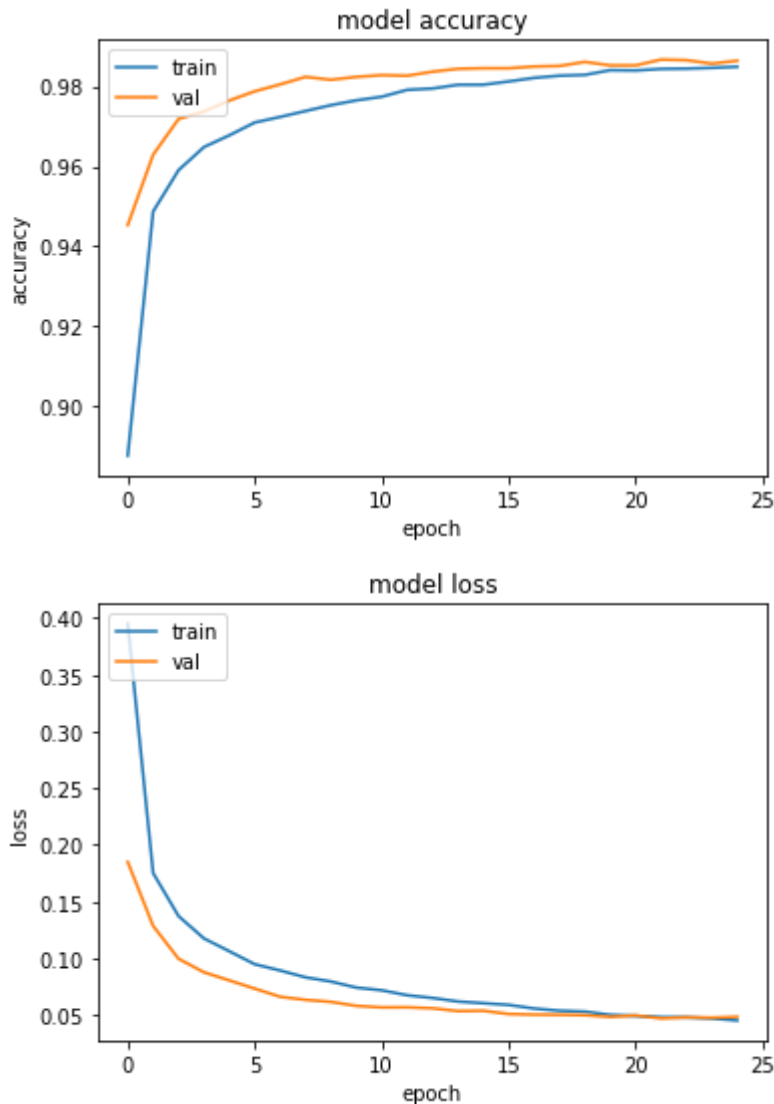 model accuracy
train
val
0.98
0.96
0.94
0.92
0.90
accuracy
0 5 10 15 20 25
epoch
model loss
train
val
0.40
0.35
0.30
0.25
0.20
0.15
0.10
0.05
loss
0 5 10 15 20 25
epoch